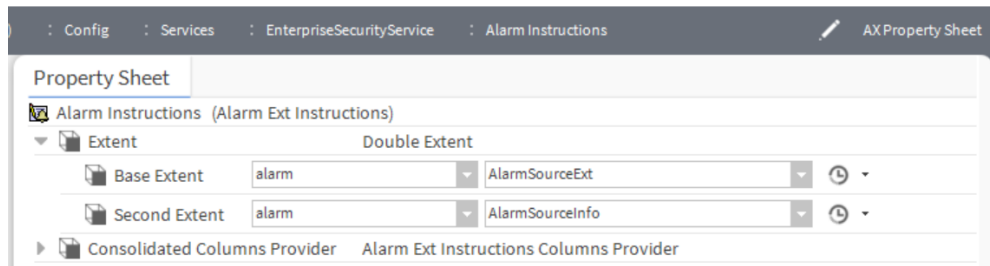 ) : Config : Services : EnterpriseSecurityService : Alarm Instructions AX Property Sheet
Property Sheet
Alarm Instructions (Alarm Ext Instructions)
Extent Double Extent
Base Extent alarm AlarmSourceExt
Second Extent alarm AlarmSourceInfo
Consolidated Columns Provider Alarm Ext Instructions Columns Provider